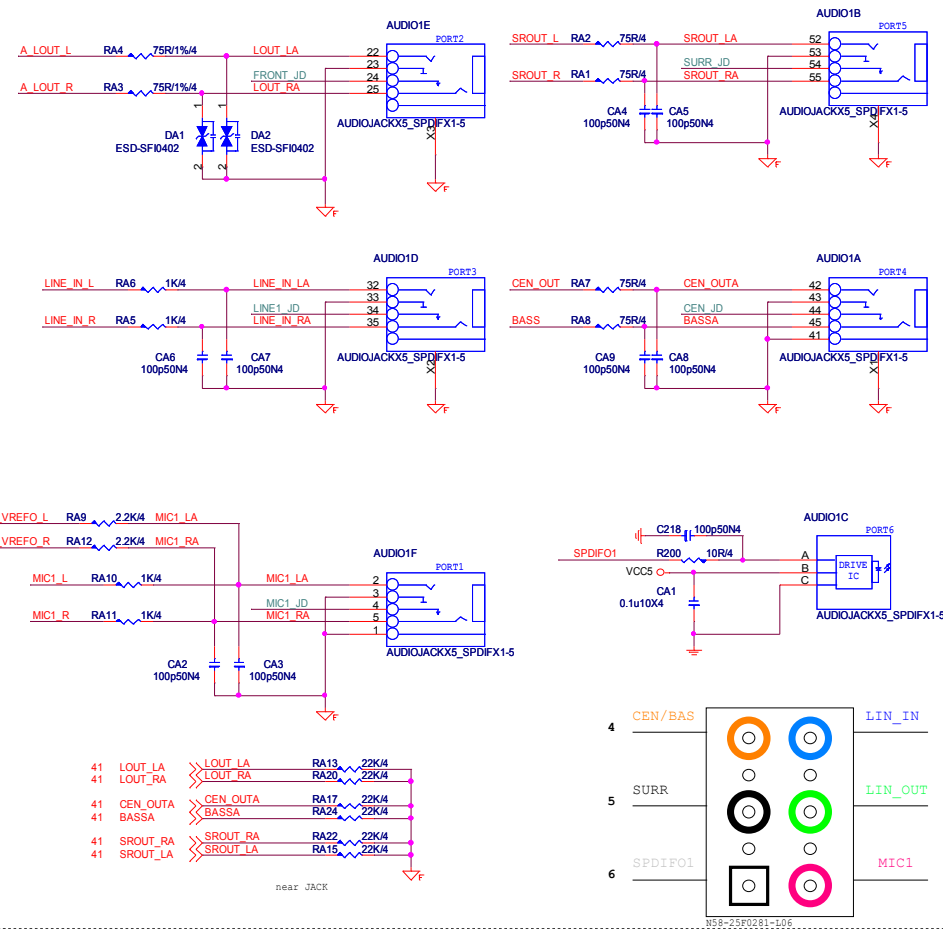 AUDIO1E
PORT2
A_LOUT_L RA4 75R/1%/4 LOUT_LA 22
23
FRONT_JD 24
A_LOUT_R RA3 75R/1%/4 LOUT_RA 25
1 1
DA1 DA2
ESD-SFI0402 ESD-SFI0402
2 2
AUDIOJACKX5_SPDIFX1-5
X3
F
F
AUDIO1B
PORT5
SROUT_L RA2 75R/4 SROUT_LA 52
53
SURR_JD 54
SROUT_R RA1 75R/4 SROUT_RA 55
CA4 CA5
100p50N4 100p50N4
AUDIOJACKX5_SPDIFX1-5
X4
F
F
AUDIO1D
PORT3
LINE_IN_L RA6 1K/4 LINE_IN_LA 32
33
LINE1_JD 34
LINE_IN_R RA5 1K/4 LINE_IN_RA 35
CA6 CA7
100p50N4 100p50N4
AUDIOJACKX5_SPDIFX1-5
X2
F
F
AUDIO1A
PORT4
CEN_OUT RA7 75R/4 CEN_OUTA 42
43
CEN_JD 44
BASS RA8 75R/4 BASSA 45
41
CA9 CA8
100p50N4 100p50N4
AUDIOJACKX5_SPDIFX1-5
X1
F
F
VREFO_L RA9 2.2K/4 MIC1_LA
VREFO_R RA12 2.2K/4 MIC1_RA
AUDIO1F
PORT1
MIC1_L RA10 1K/4 MIC1_LA 2
3
MIC1_JD 4
MIC1_R RA11 1K/4 MIC1_RA 5
1
AUDIOJACKX5_SPDIFX1-5
CA2 CA3
100p50N4 100p50N4
F
AUDIO1C
PORT6
C218 100p50N4
SPDIFO1 R200 10R/4 A
VCC5 B
C
DRIVE
IC
CA1
0.1u10X4
AUDIOJACKX5_SPDIFX1-5
41 LOUT_LA LOUT_LA RA13 22K/4
41 LOUT_RA LOUT_RA RA20 22K/4
41 CEN_OUTA CEN_OUTA RA17 22K/4
41 BASSA BASSA RA24 22K/4
41 SROUT_RA SROUT_RA RA22 22K/4
41 SROUT_LA SROUT_LA RA15 22K/4
F
near JACK
4 CEN/BAS LIN_IN
5 SURR LIN_OUT
6 SPDIFO1 MIC1
N58-25F0281-L06